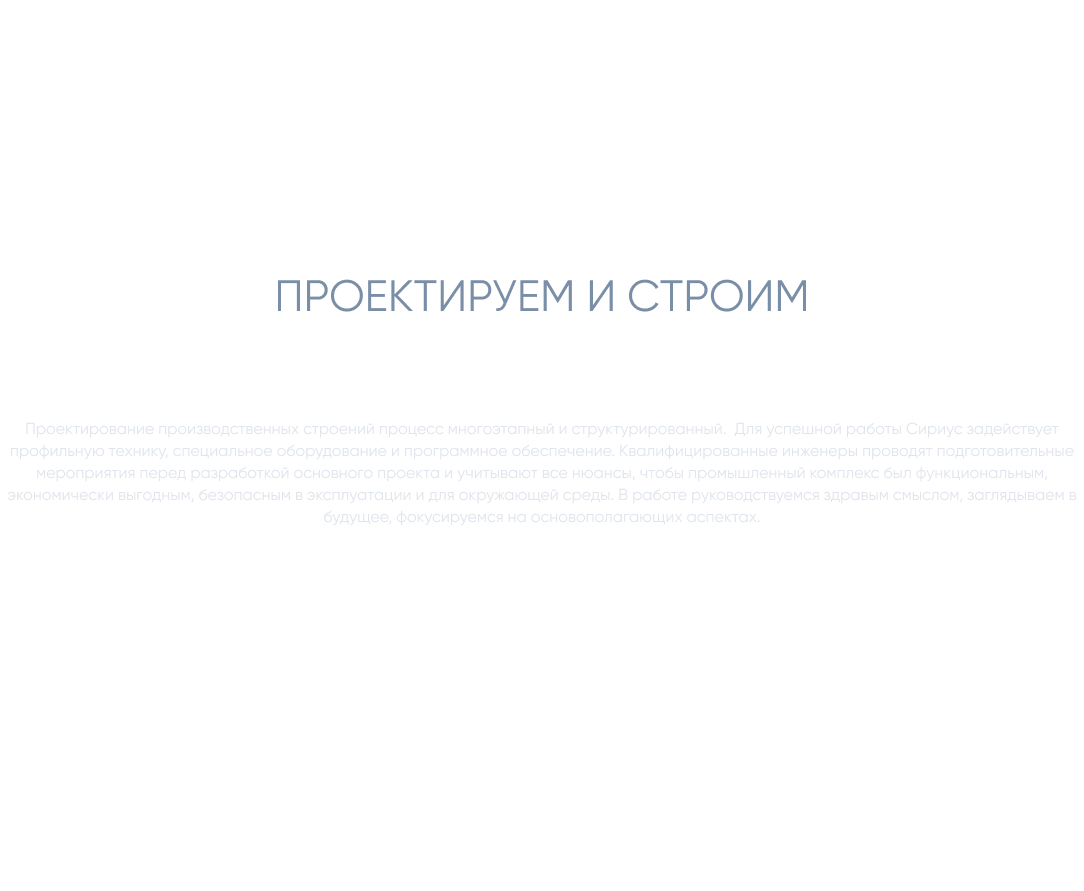 ПРОЕКТИРУЕМ И СТРОИМ
Проектирование производственных строений процесс многоэтапный и структурированный.  Для успешной работы Сириус задействует
профильную технику, специальное оборудование и программное обеспечение. Квалифицированные инженеры проводят подготовительные
мероприятия перед разработкой основного проекта и учитывают все нюансы, чтобы промышленный комплекс был функциональным,
экономически выгодным, безопасным в эксплуатации и для окружающей среды. В работе руководствуемся здравым смыслом, заглядываем в
будущее, фокусируемся на основополагающих аспектах.